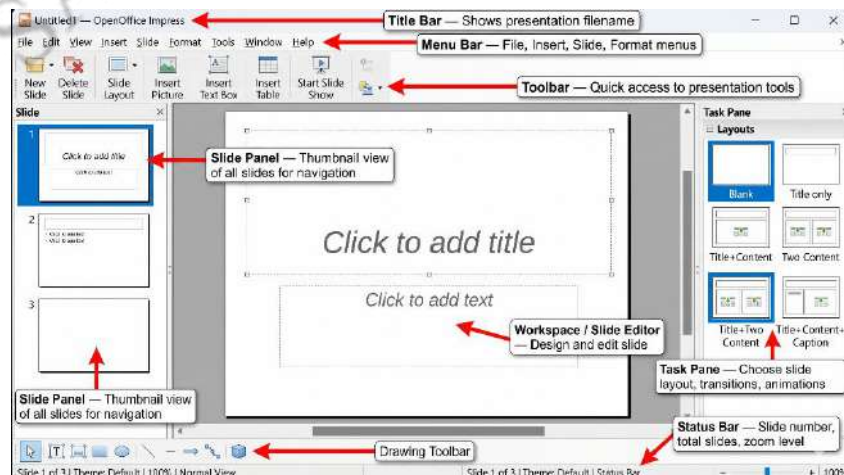 Untitled1 — OpenOffice Impress
Title Bar — Shows presentation filename
File Edit View Insert Slide Format Tools Window Help
Menu Bar — File, Insert, Slide, Format menus
New Slide
Delete Slide
Slide Layout
Insert Picture
Insert Text Box
Insert Table
Start Slide Show
Toolbar — Quick access to presentation tools
Slide
1
Click to add title
Slide Panel — Thumbnail view
of all slides for navigation
2
3
Slide Panel — Thumbnail view
of all slides for navigation
Click to add title
Click to add text
Workspace / Slide Editor
— Design and edit slide
Task Pane
Layouts
Blank
Title only
Title+Content
Two Content
Title+Two
Content
Title+Content+
Caption
Task Pane — Choose slide
layout, transitions, animations
Status Bar — Slide number,
total slides, zoom level
Drawing Toolbar
Slide 1 of 3 | Theme: Default | 100% | Normal View
Slide 1 of 3 | Theme: Default | Status Bar
100%